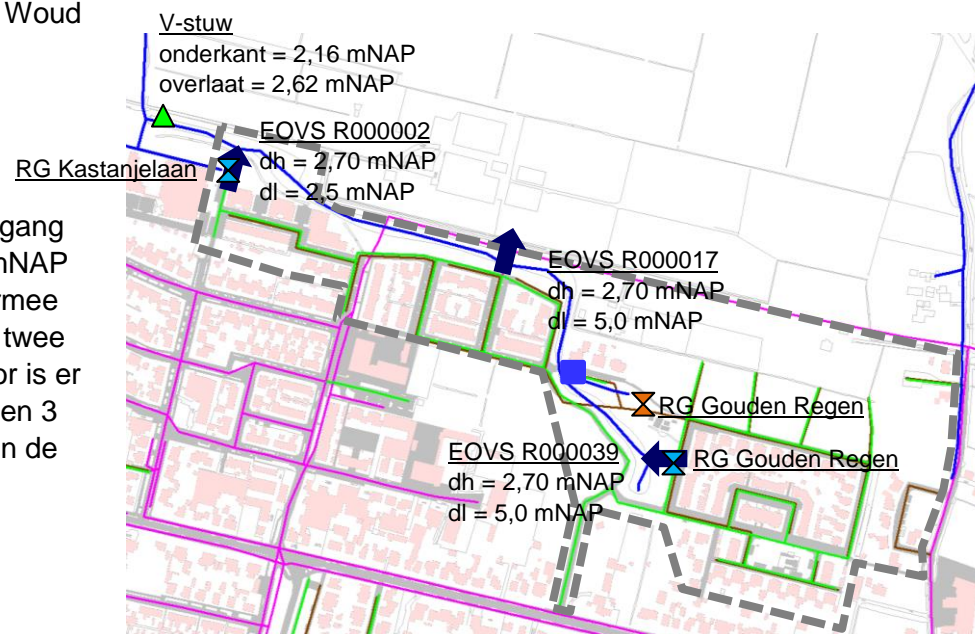 Woud
V-stuw
onderkant = 2,16 mNAP
overlaat = 2,62 mNAP
EOVS R000002
dh = 2,70 mNAP
dl = 2,5 mNAP
RG Kastanjelaan
gang
nNAP
rmee
twee
or is er
en 3
n de
EOVS R000017
dh = 2,70 mNAP
dl = 5,0 mNAP
RG Gouden Regen
EOVS R000039
dh = 2,70 mNAP
dl = 5,0 mNAP
RG Gouden Regen